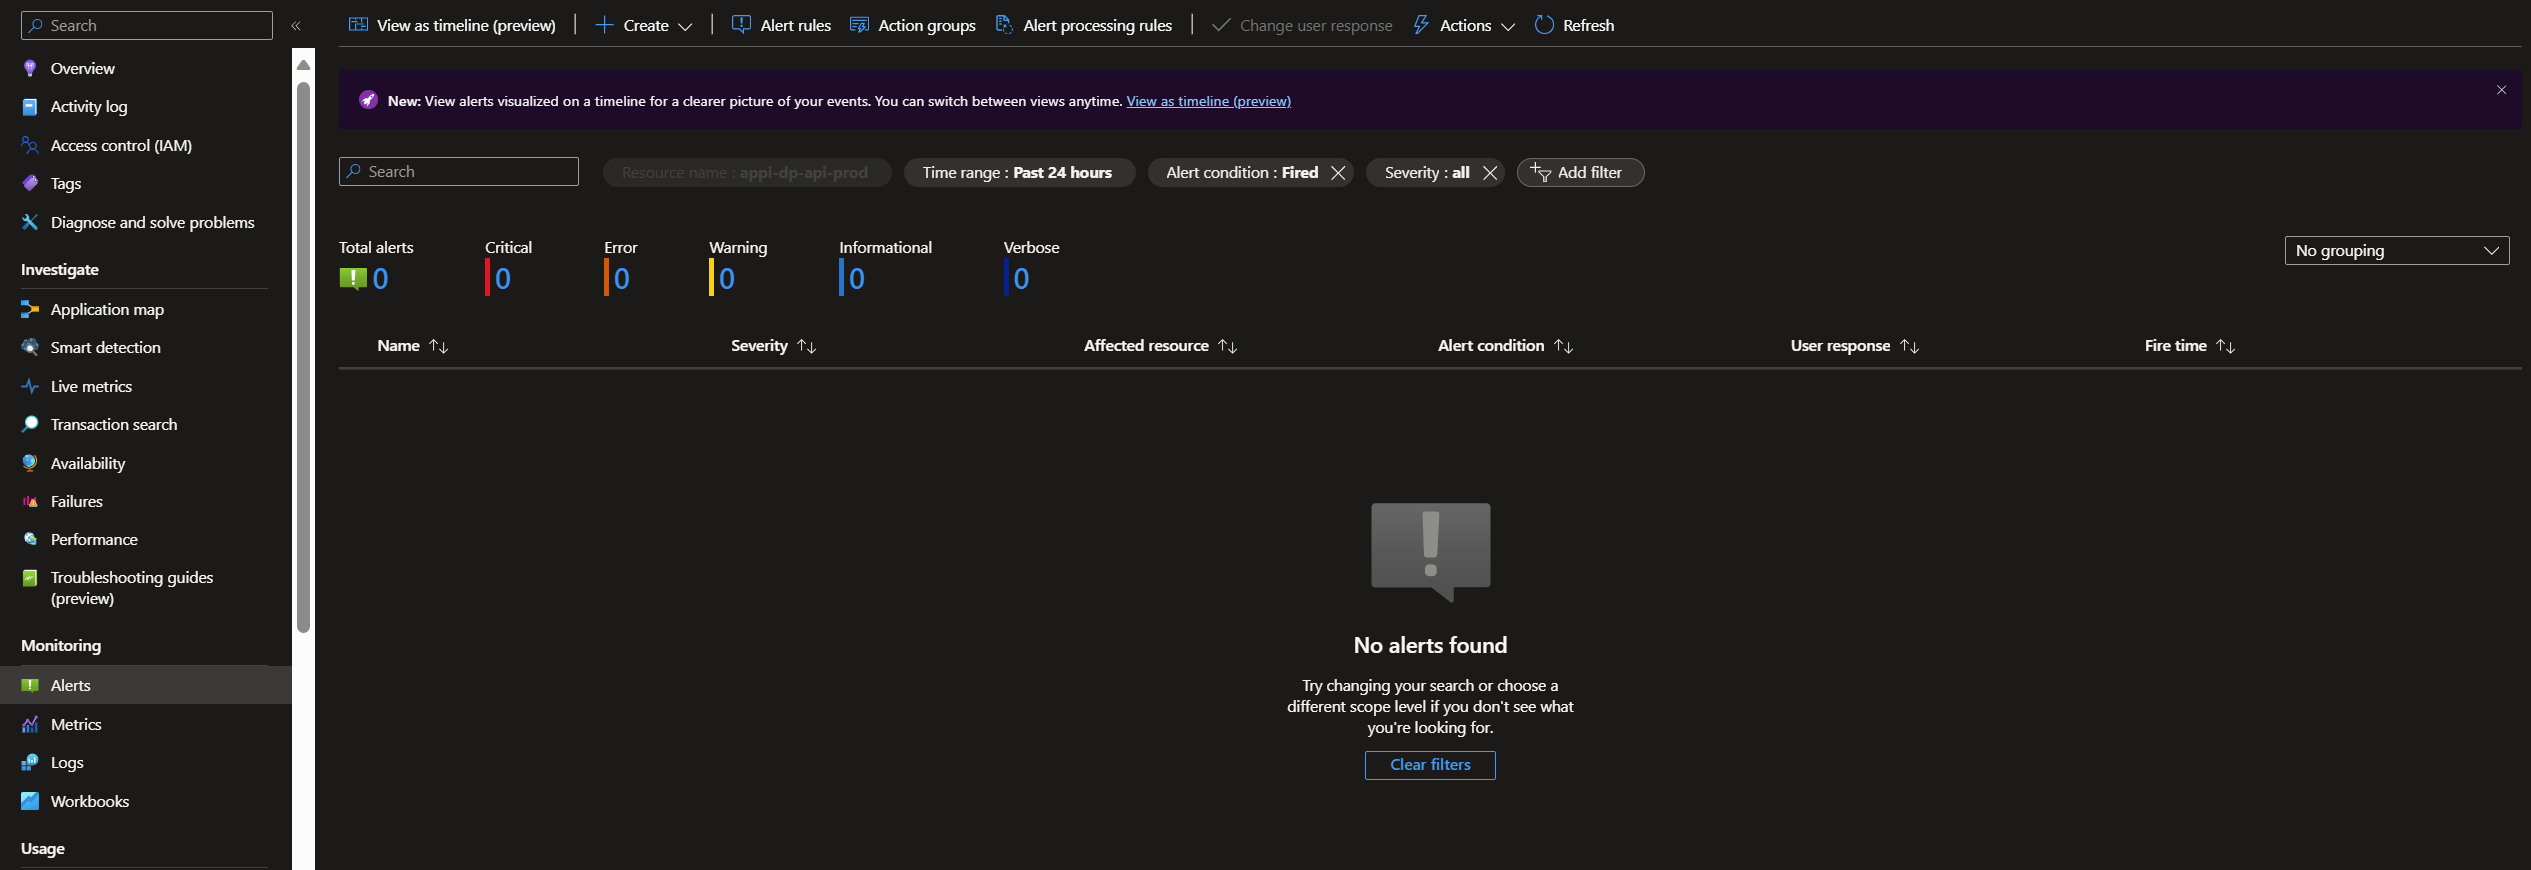 Search
«
View as timeline (preview)
Create
Alert rules
Action groups
Alert processing rules
Change user response
Actions
Refresh
Overview
Activity log
Access control (IAM)
Tags
Diagnose and solve problems
Investigate
Application map
Smart detection
Live metrics
Transaction search
Availability
Failures
Performance
Troubleshooting guides
(preview)
Monitoring
Alerts
Metrics
Logs
Workbooks
Usage
New: View alerts visualized on a timeline for a clearer picture of your events. You can switch between views anytime. View as timeline (preview)
Search
Resource name : appi-dp-api-prod
Time range : Past 24 hours
Alert condition : Fired
Severity : all
Add filter
Total alerts
0
Critical
0
Error
0
Warning
0
Informational
0
Verbose
0
No grouping
Name
Severity
Affected resource
Alert condition
User response
Fire time
No alerts found
Try changing your search or choose a
different scope level if you don't see what
you're looking for.
Clear filters